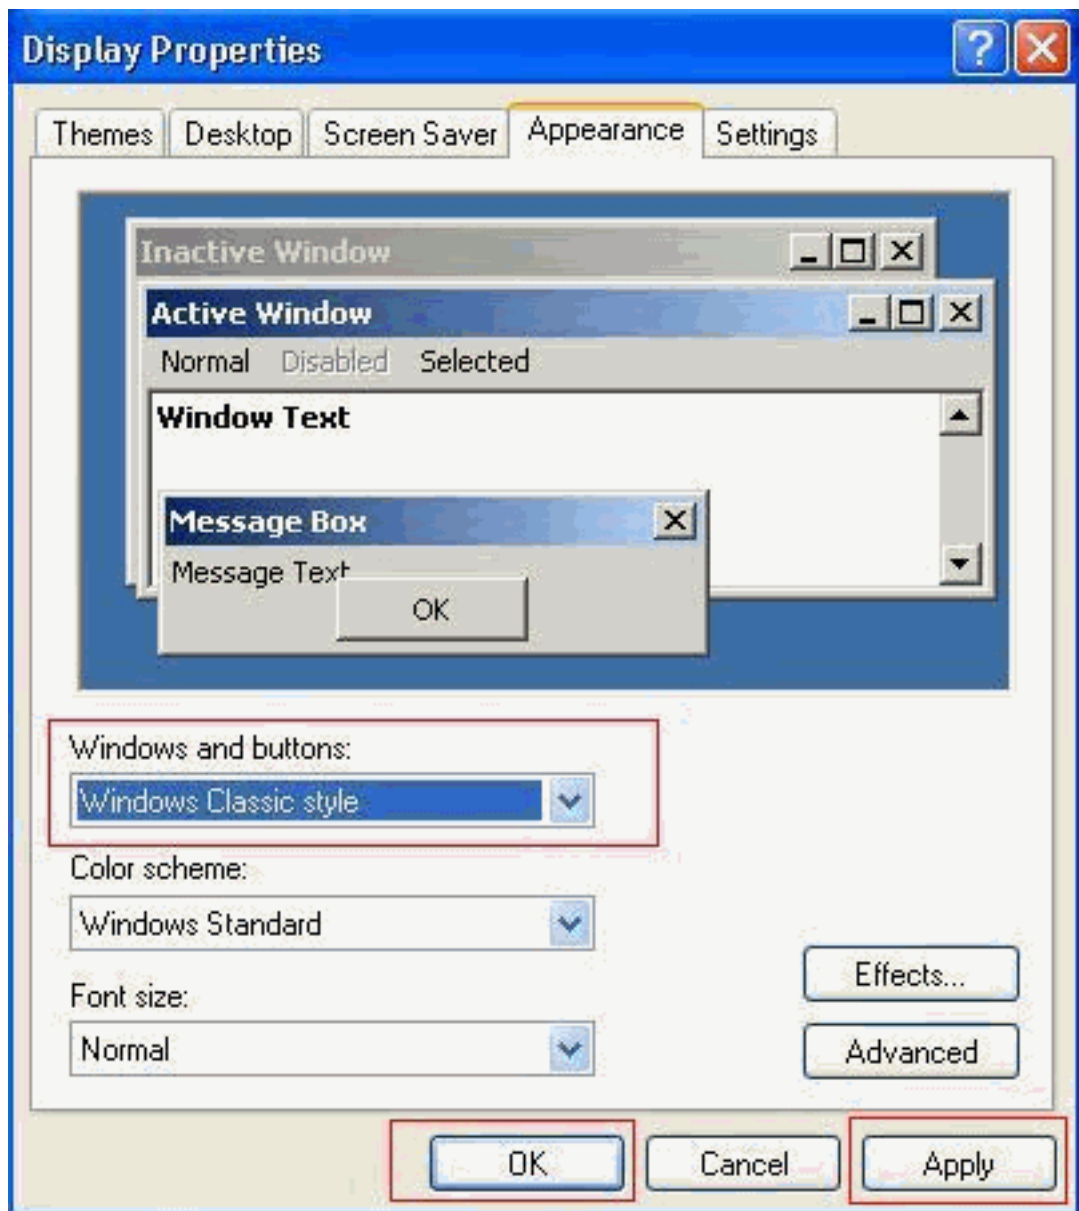 Display Properties
Themes Desktop Screen Saver Appearance Settings
Inactive Window
Active Window
Normal Disabled Selected
Window Text
Message Box
Message Text
OK
Windows and buttons:
Windows Classic style
Color scheme:
Windows Standard
Effects...
Font size:
Normal
Advanced
OK Cancel Apply